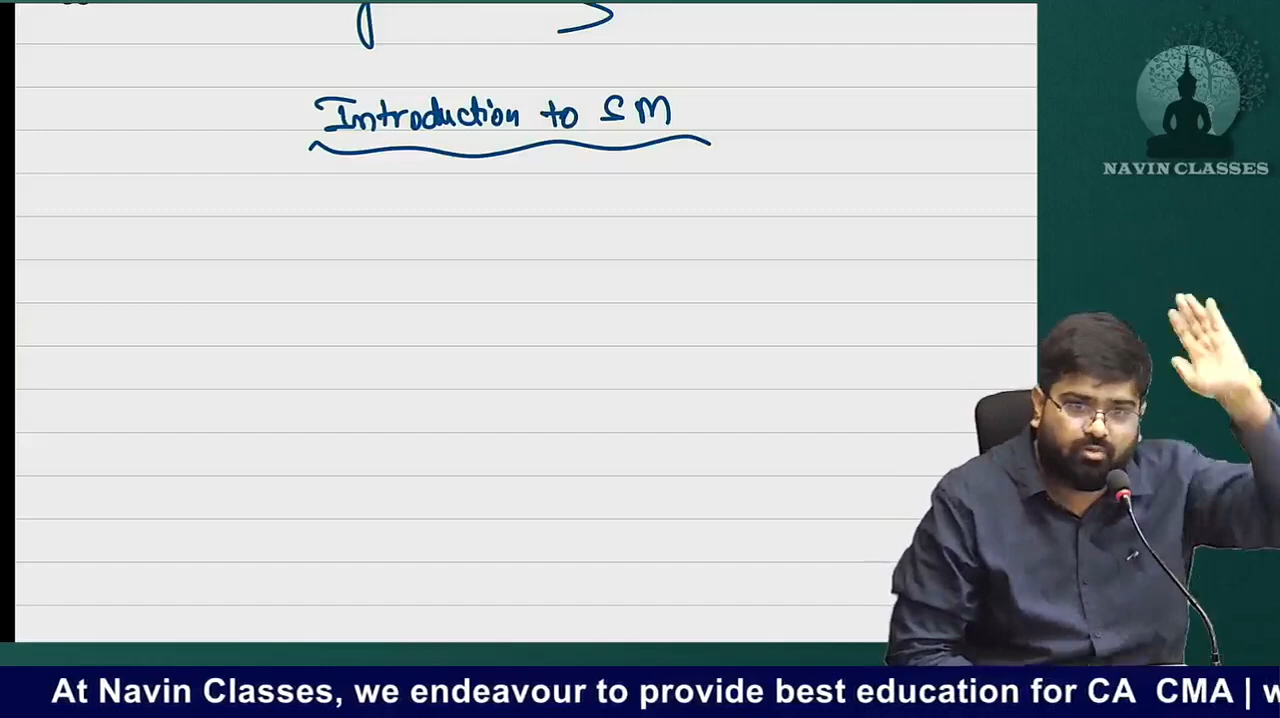 Introduction to SM
NAVIN CLASSES
At Navin Classes, we endeavour to provide best education for CA CMA | w